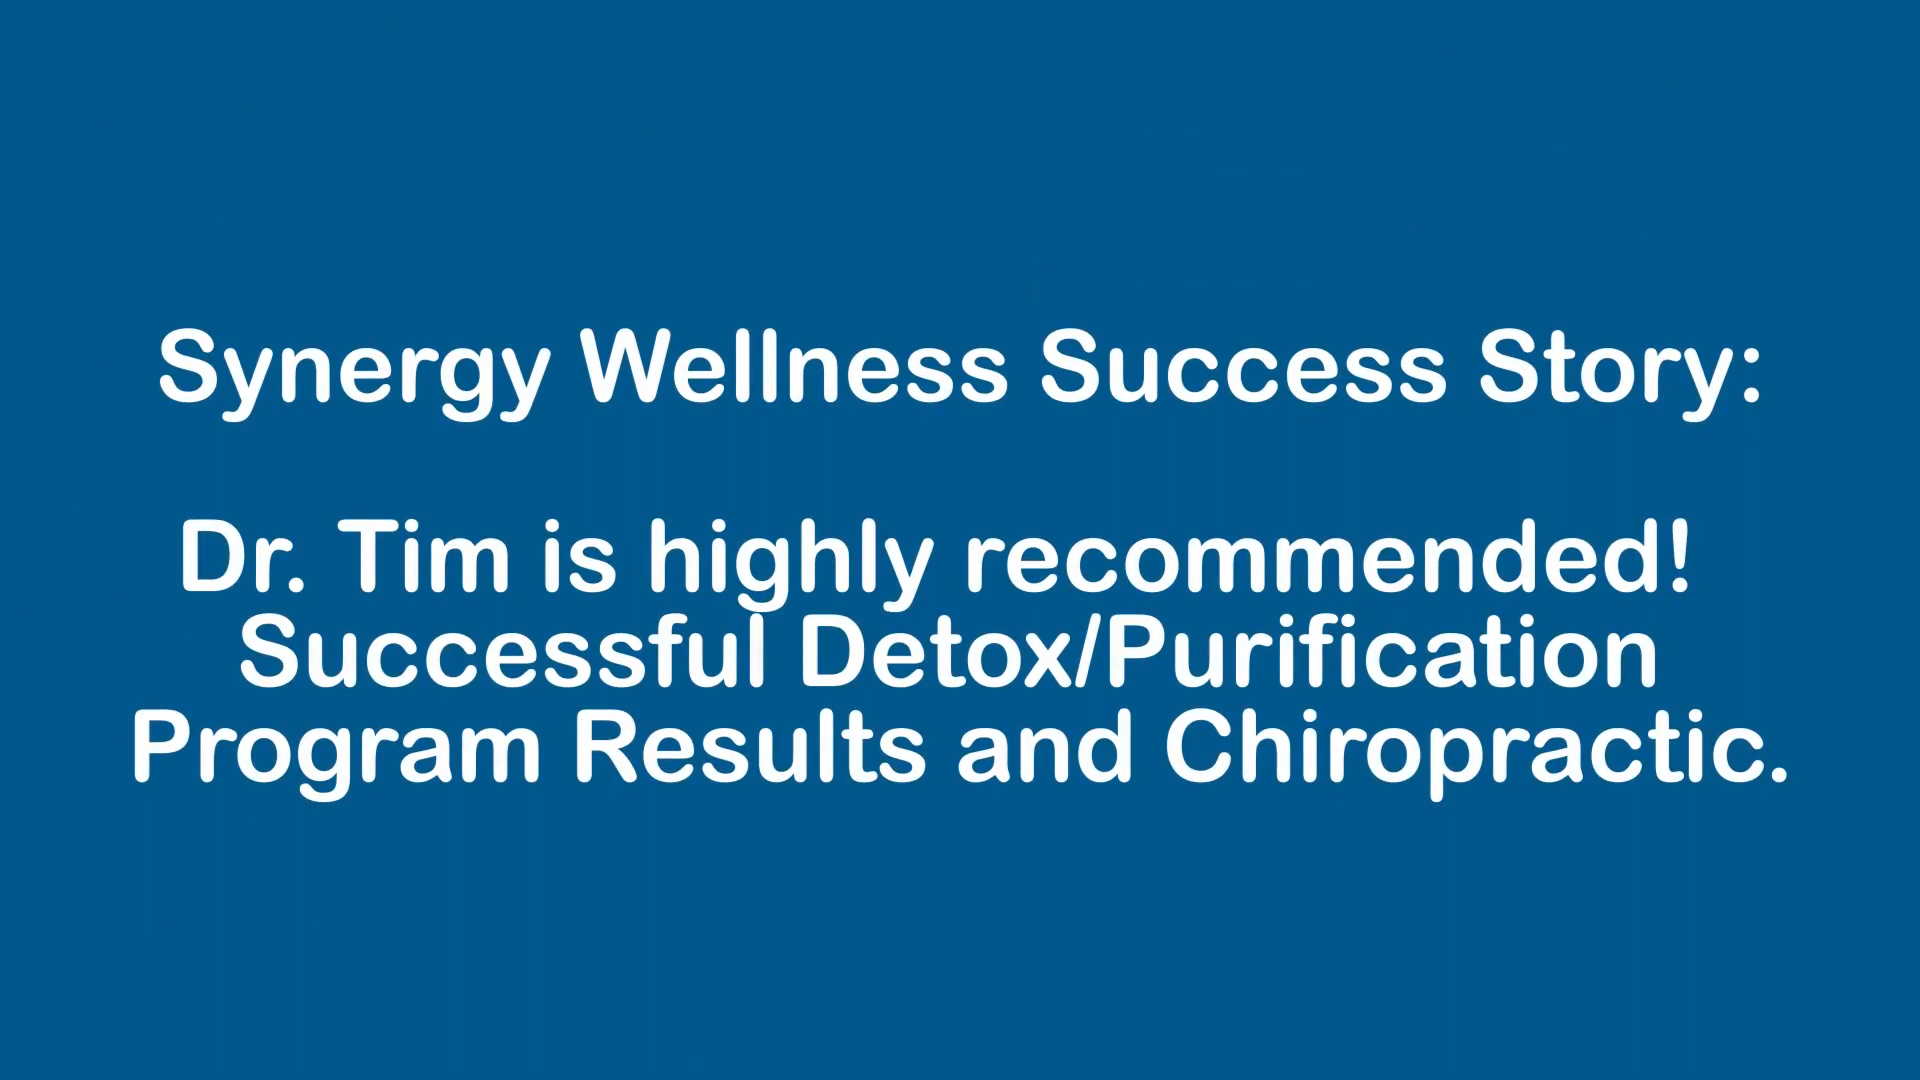 Synergy Wellness Success Story:
Dr. Tim is highly recommended!
Successful Detox/Purification
Program Results and Chiropractic.